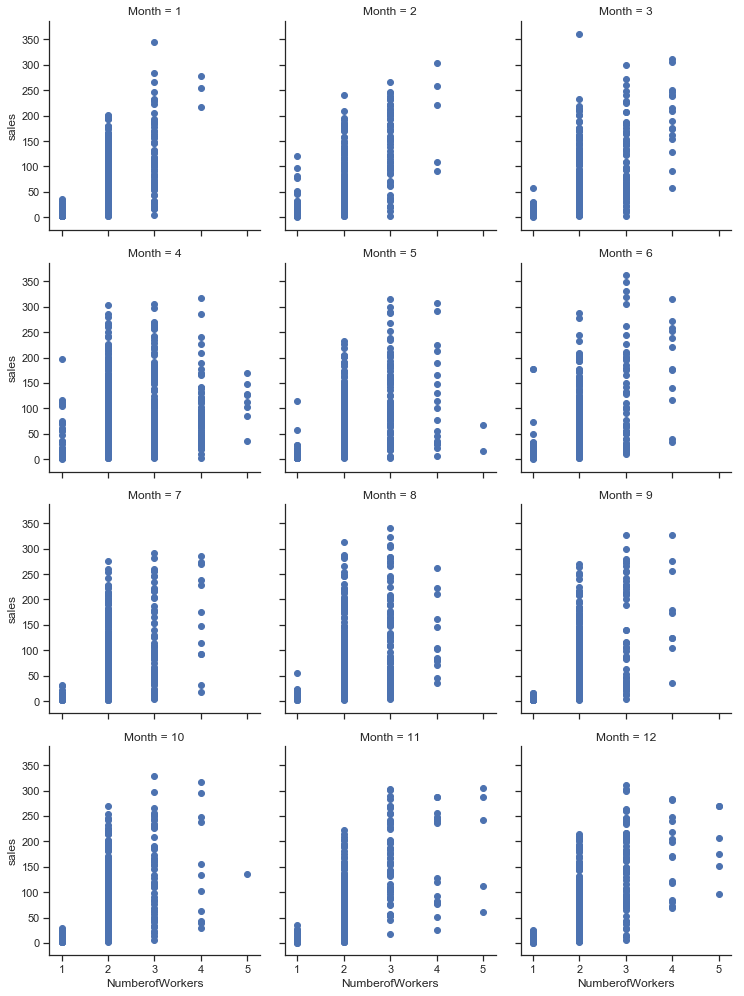 Month = 1
Month = 2
Month = 3
350
300
250
200
150
100
50
0
sales
Month = 4
Month = 5
Month = 6
350
300
250
200
150
100
50
0
sales
Month = 7
Month = 8
Month = 9
350
300
250
200
150
100
50
0
sales
Month = 10
Month = 11
Month = 12
350
300
250
200
150
100
50
0
sales
1 2 3 4 5
1 2 3 4 5
1 2 3 4 5
NumberofWorkers
NumberofWorkers
NumberofWorkers